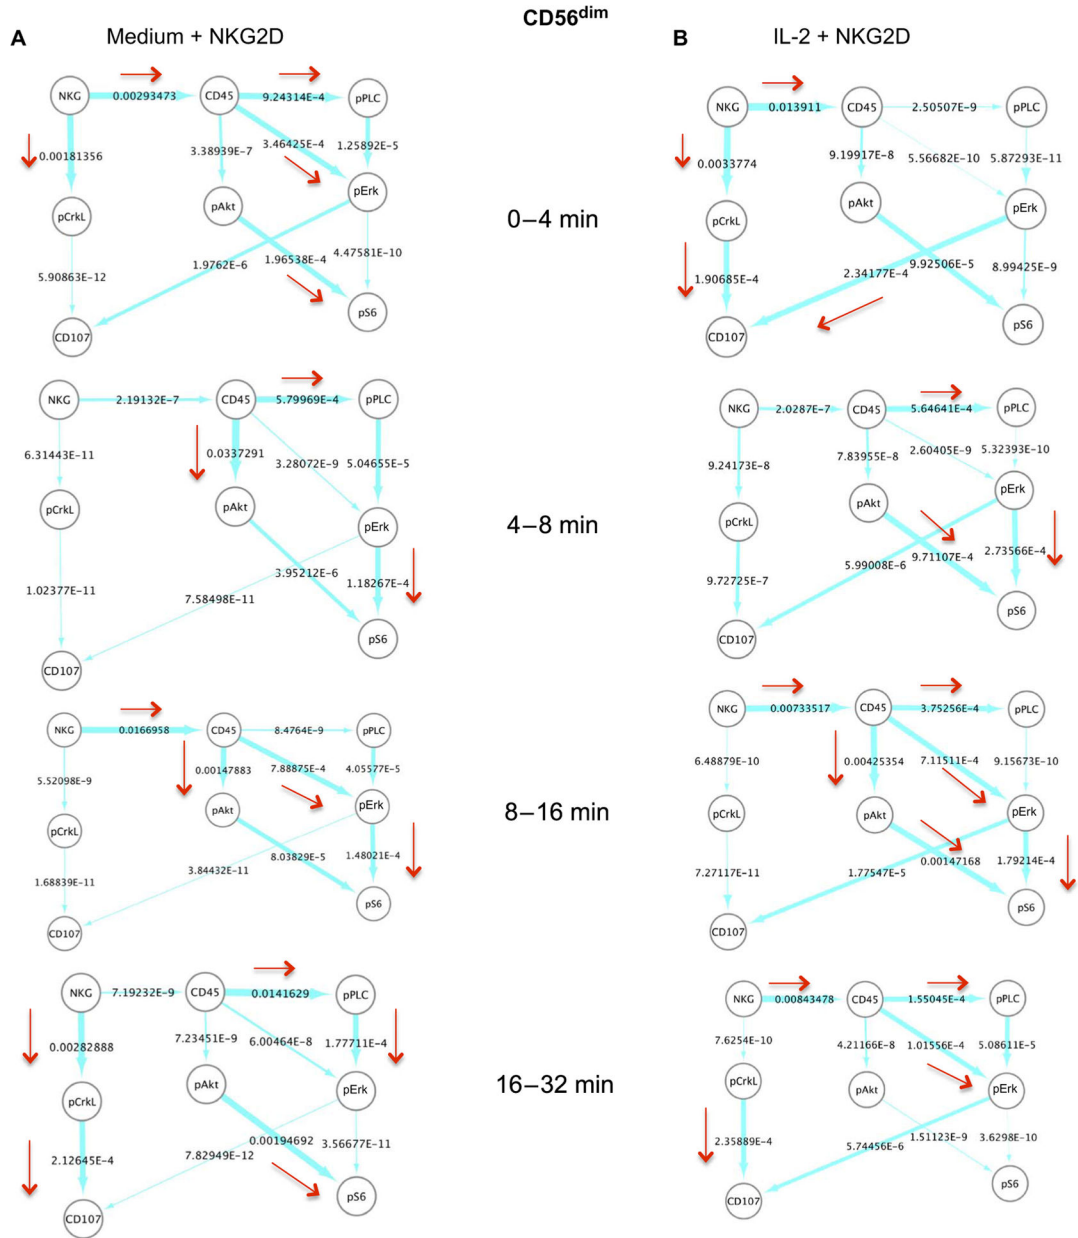 CD56dim
A Medium + NKG2D B IL-2 + NKG2D
NKG 0.00293473 CD45 9.24314E-4 pPLC
0.00181356 3.38939E-7 3.46425E-4 1.25892E-5
pCrkL pAkt pErk
5.90863E-12 1.9762E-6 1.96538E-4 4.47581E-10
CD107 pS6
0–4 min
NKG 0.013911 CD45 2.50507E-9 pPLC
0.0033774 9.19917E-8 5.56682E-10 5.87293E-11
pCrkL pAkt pErk
1.90685E-4 2.34177E-4 9.92506E-5 8.99425E-9
CD107 pS6
NKG 2.19132E-7 CD45 5.79969E-4 pPLC
6.31443E-11 0.0337291 3.28072E-9 5.04655E-5
pCrkL pAkt pErk
1.02377E-11 7.58498E-11 3.95212E-6 1.18267E-4
CD107 pS6
4–8 min
NKG 2.0287E-7 CD45 5.64641E-4 pPLC
9.24173E-8 7.83955E-8 2.60405E-9 5.32393E-10
pCrkL pAkt pErk
9.72725E-7 5.99008E-6 9.71107E-4 2.73566E-4
CD107 pS6
NKG 0.0166958 CD45 8.4764E-9 pPLC
5.52098E-9 0.00147883 7.88875E-4 4.05577E-5
pCrkL pAkt pErk
1.68839E-11 3.84432E-11 8.03829E-5 1.48021E-4
CD107 pS6
8–16 min
NKG 0.00733517 CD45 3.75256E-4 pPLC
6.48879E-10 0.00425354 7.11511E-4 9.15673E-10
pCrkL pAkt pErk
7.27117E-11 1.77547E-5 0.00147168 1.79214E-4
CD107 pS6
NKG 7.19232E-9 CD45 0.0141629 pPLC
0.00282888 7.23451E-9 6.00464E-8 1.77711E-4
pCrkL pAkt pErk
2.12645E-4 7.82949E-12 0.00194692 3.56677E-11
CD107 pS6
16–32 min
NKG 0.00843478 CD45 1.55045E-4 pPLC
7.6254E-10 4.21166E-8 1.01556E-4 5.08611E-5
pCrkL pAkt pErk
2.35889E-4 5.74456E-6 1.51123E-9 3.6298E-10
CD107 pS6